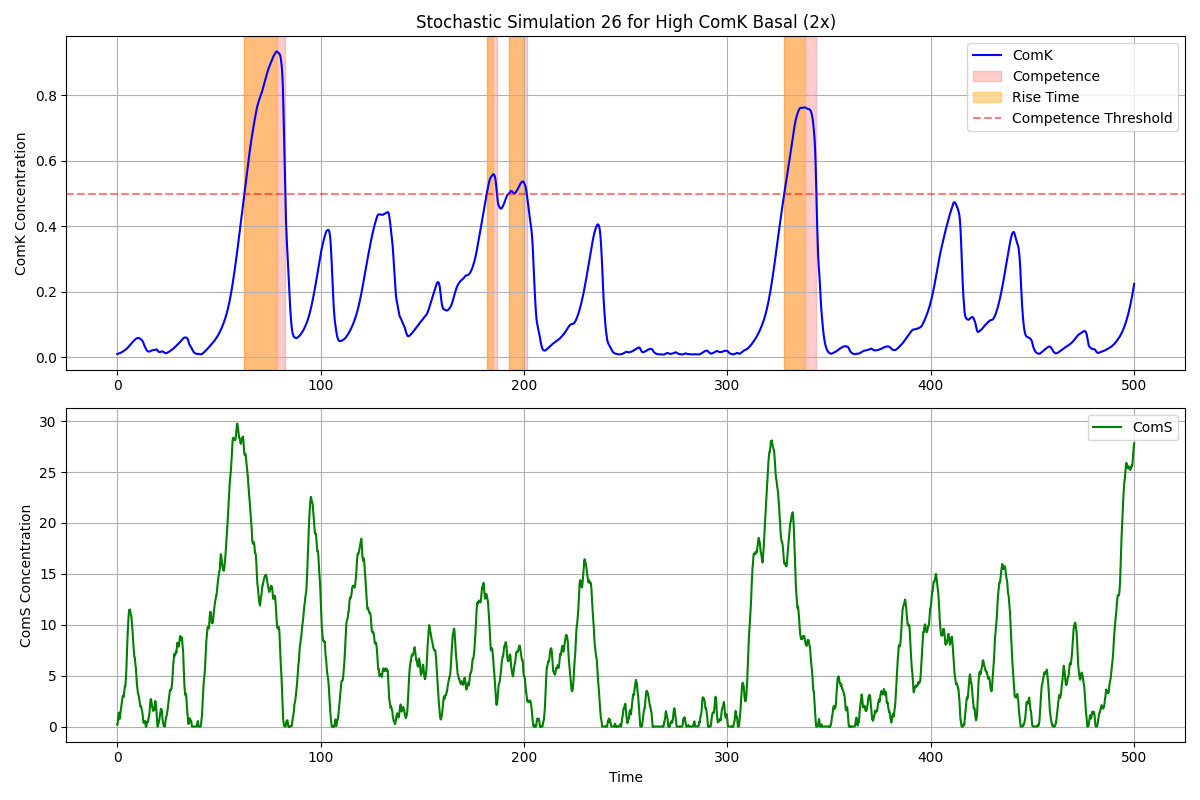 Stochastic Simulation 26 for High ComK Basal (2x)
ComK Concentration
0.8
0.6
0.4
0.2
0.0
ComK
Competence
Rise Time
Competence Threshold
0 100 200 300 400 500
ComS Concentration
30
25
20
15
10
5
0
ComS
0 100 200 300 400 500
Time